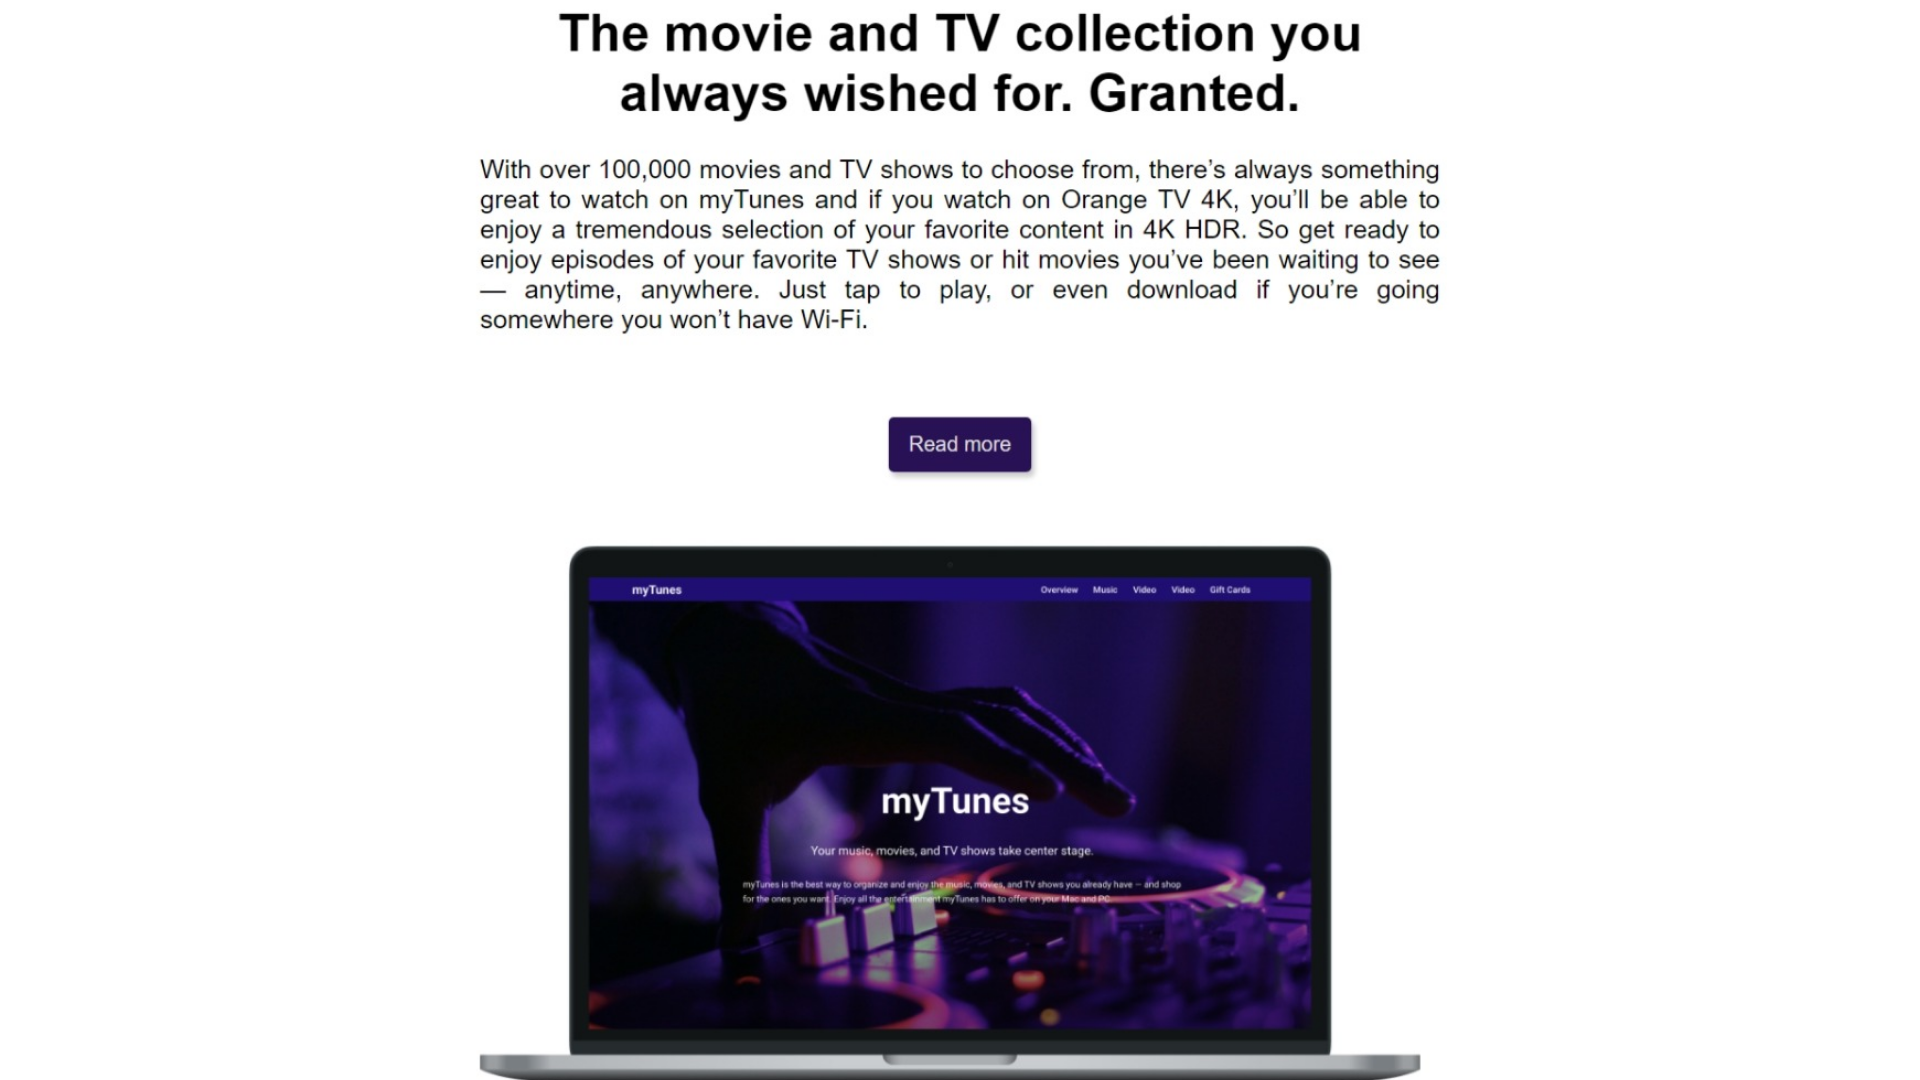 The movie and TV collection you
always wished for. Granted.
With over 100,000 movies and TV shows to choose from, there’s always something
great to watch on myTunes and if you watch on Orange TV 4K, you’ll be able to
enjoy a tremendous selection of your favorite content in 4K HDR. So get ready to
enjoy episodes of your favorite TV shows or hit movies you’ve been waiting to see
— anytime, anywhere. Just tap to play, or even download if you’re going
somewhere you won’t have Wi-Fi.
Read more
myTunes Overview Music Video Video Gift Cards
myTunes
Your music, movies, and TV shows take center stage.
myTunes is the best way to organize and enjoy the music, movies, and TV shows you already have — and shop
for the ones you want. Enjoy all the entertainment myTunes has to offer on your Mac and PC.